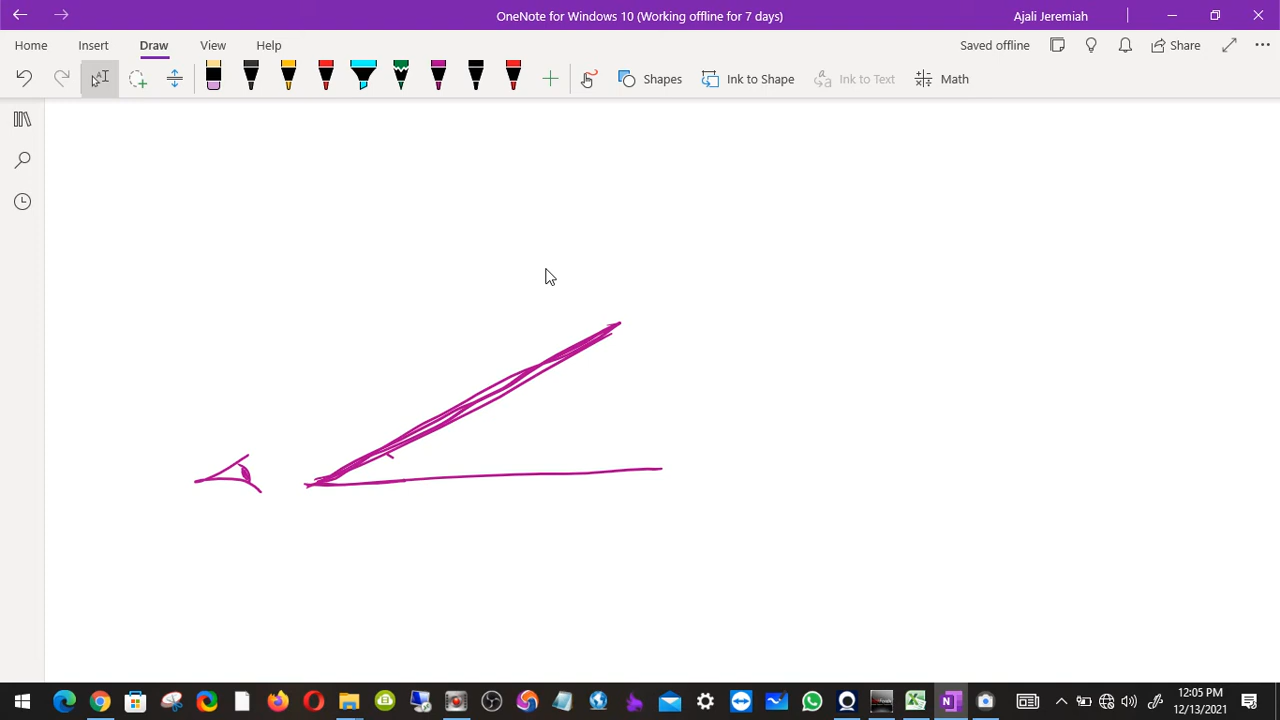 OneNote for Windows 10 (Working offline for 7 days)
Ajali Jeremiah
Home
Insert
Draw
View
Help
Saved offline
Share
Shapes
Ink to Shape
Ink to Text
Math
12:05 PM
12/13/2021